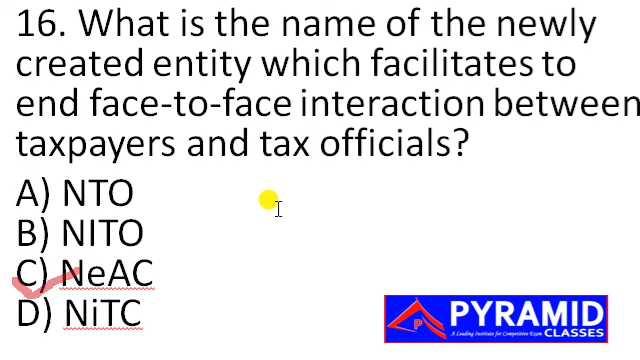 16. What is the name of the newly
created entity which facilitates to
end face-to-face interaction between
taxpayers and tax officials?
A) NTO
B) NITO
C) NeAC
D) NiTC
P
PYRAMID
A Leading Institute for Competitive Exam
CLASSES